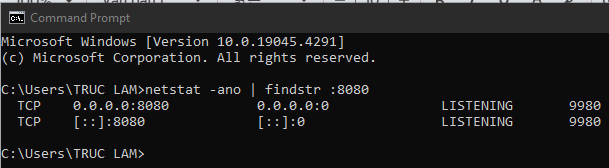 Command Prompt
Microsoft Windows [Version 10.0.19045.4291]
(c) Microsoft Corporation. All rights reserved.
C:\Users\TRUC LAM>netstat -ano | findstr :8080
TCP 0.0.0.0:8080 0.0.0.0:0 LISTENING 9980
TCP [::]:8080 [::]:0 LISTENING 9980
C:\Users\TRUC LAM>